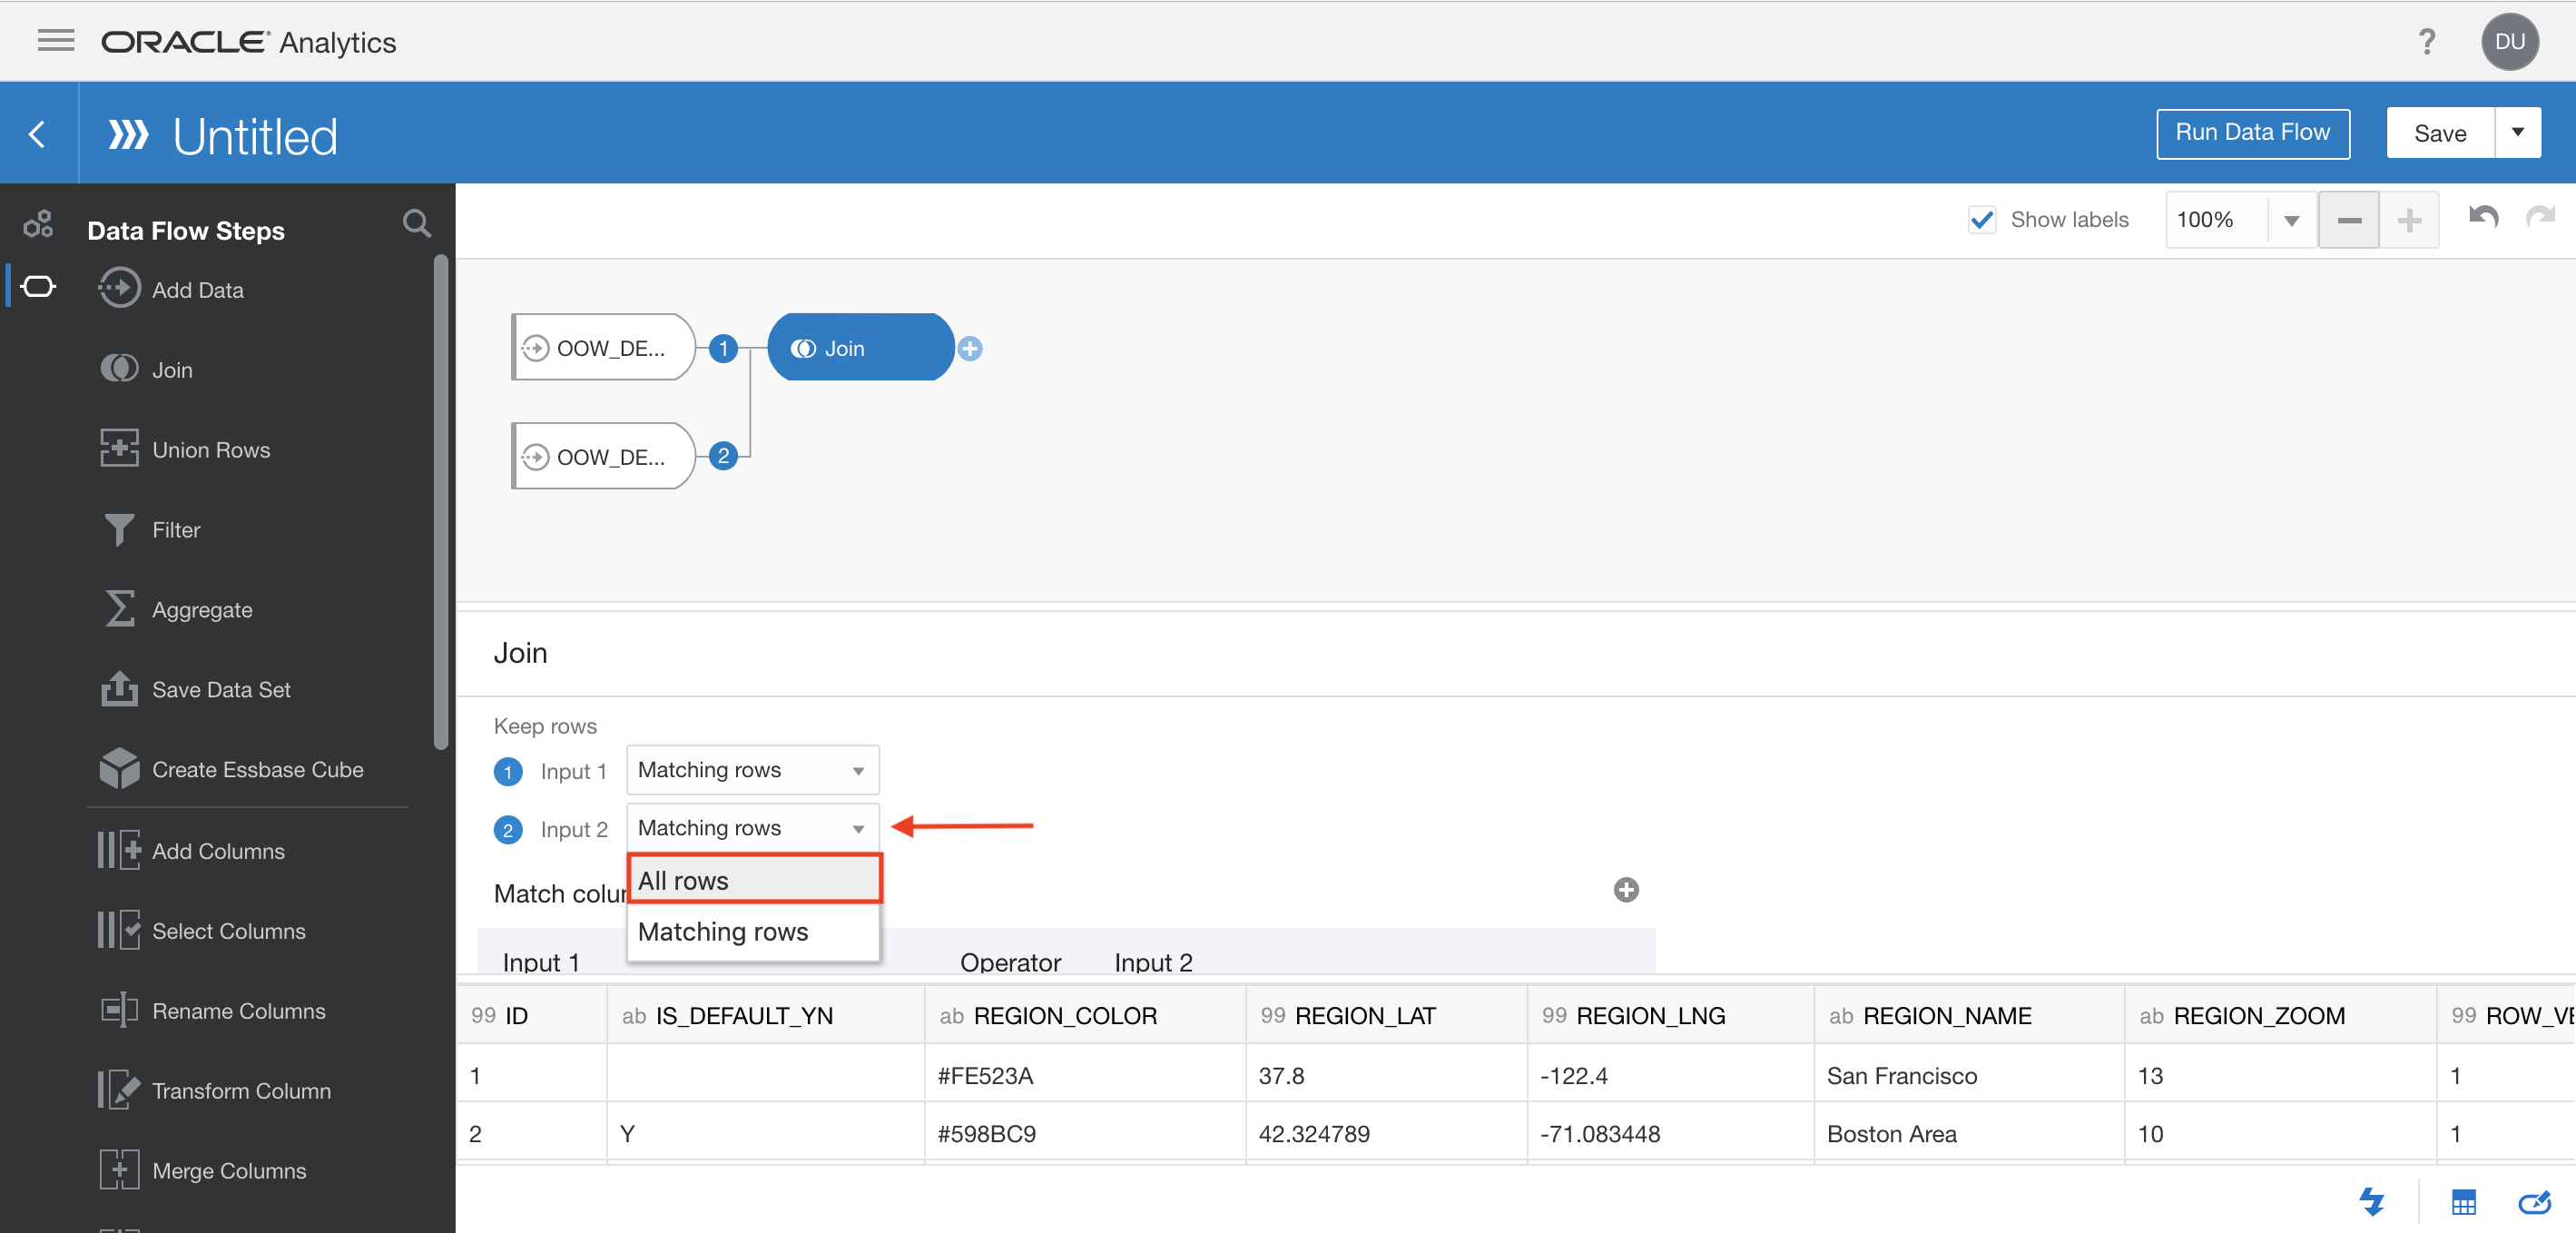 ORACLE Analytics
?
DU
Untitled
Run Data Flow
Save
Data Flow Steps
Show labels
100%
Add Data
Join
Union Rows
Filter
Aggregate
Save Data Set
Create Essbase Cube
Add Columns
Select Columns
Rename Columns
Transform Column
Merge Columns
OOW_DE...
1
Join
OOW_DE...
2
Join
Keep rows
1 Input 1 Matching rows
2 Input 2 Matching rows
All rows
Matching rows
Match colu
Input 1 Operator Input 2
99 ID ab IS_DEFAULT_YN ab REGION_COLOR 99 REGION_LAT 99 REGION_LNG ab REGION_NAME ab REGION_ZOOM 99 ROW_VE
1 #FE523A 37.8 -122.4 San Francisco 13 1
2 Y #598BC9 42.324789 -71.083448 Boston Area 10 1